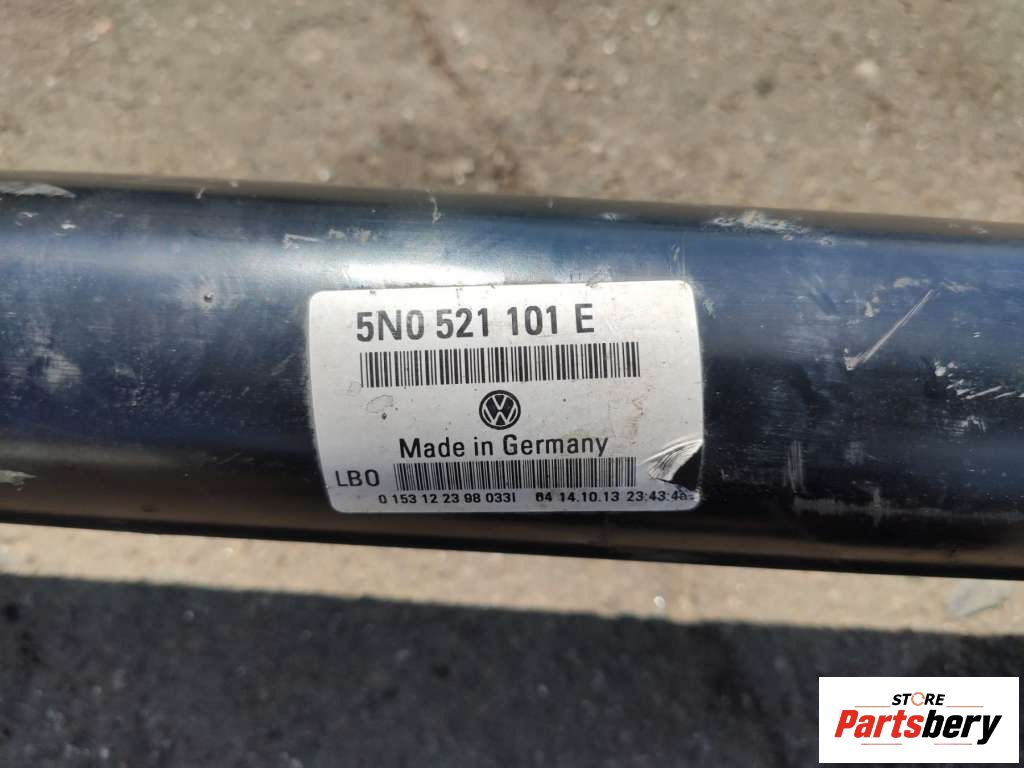 5N0 521 101 E
VW
Made in Germany
LBO
0 153 12 23 98 033I 64 14.10.13 23:43:48
STORE
Partsbery